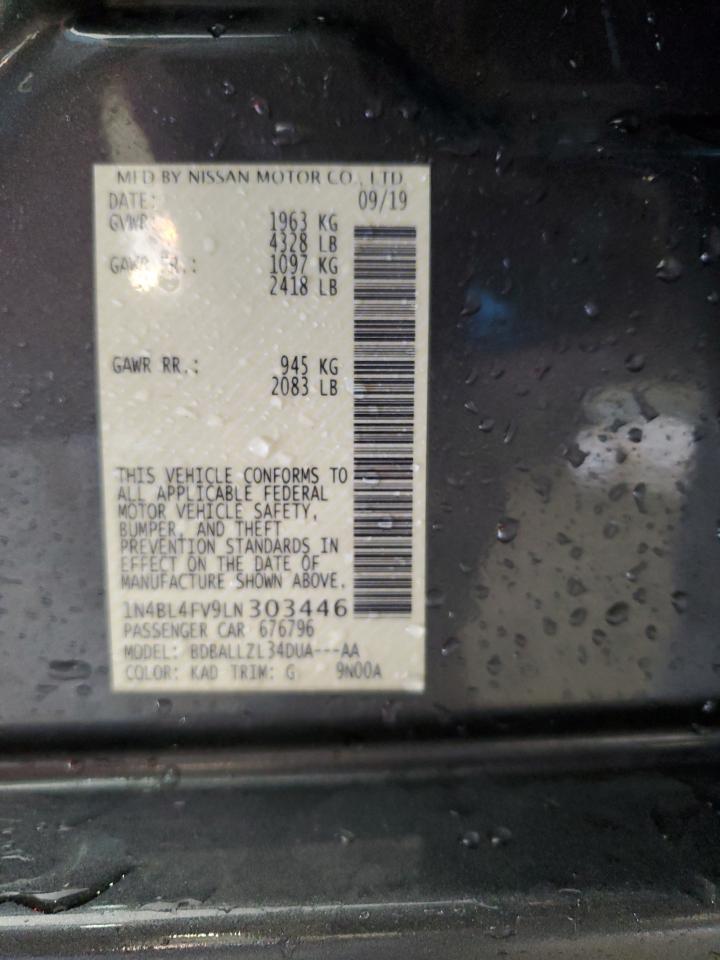 MFD BY NISSAN MOTOR CO., LTD
DATE: 09/19
GVWR: 1963 KG
4328 LB
GAWR FR.: 1097 KG
2418 LB
GAWR RR.: 945 KG
2083 LB
THIS VEHICLE CONFORMS TO
ALL APPLICABLE FEDERAL
MOTOR VEHICLE SAFETY,
BUMPER, AND THEFT
PREVENTION STANDARDS IN
EFFECT ON THE DATE OF
MANUFACTURE SHOWN ABOVE.
1N4BL4FV9LN303446
PASSENGER CAR 676796
MODEL: BDBALLZL34DUA---AA
COLOR: KAD TRIM: G 9N00A